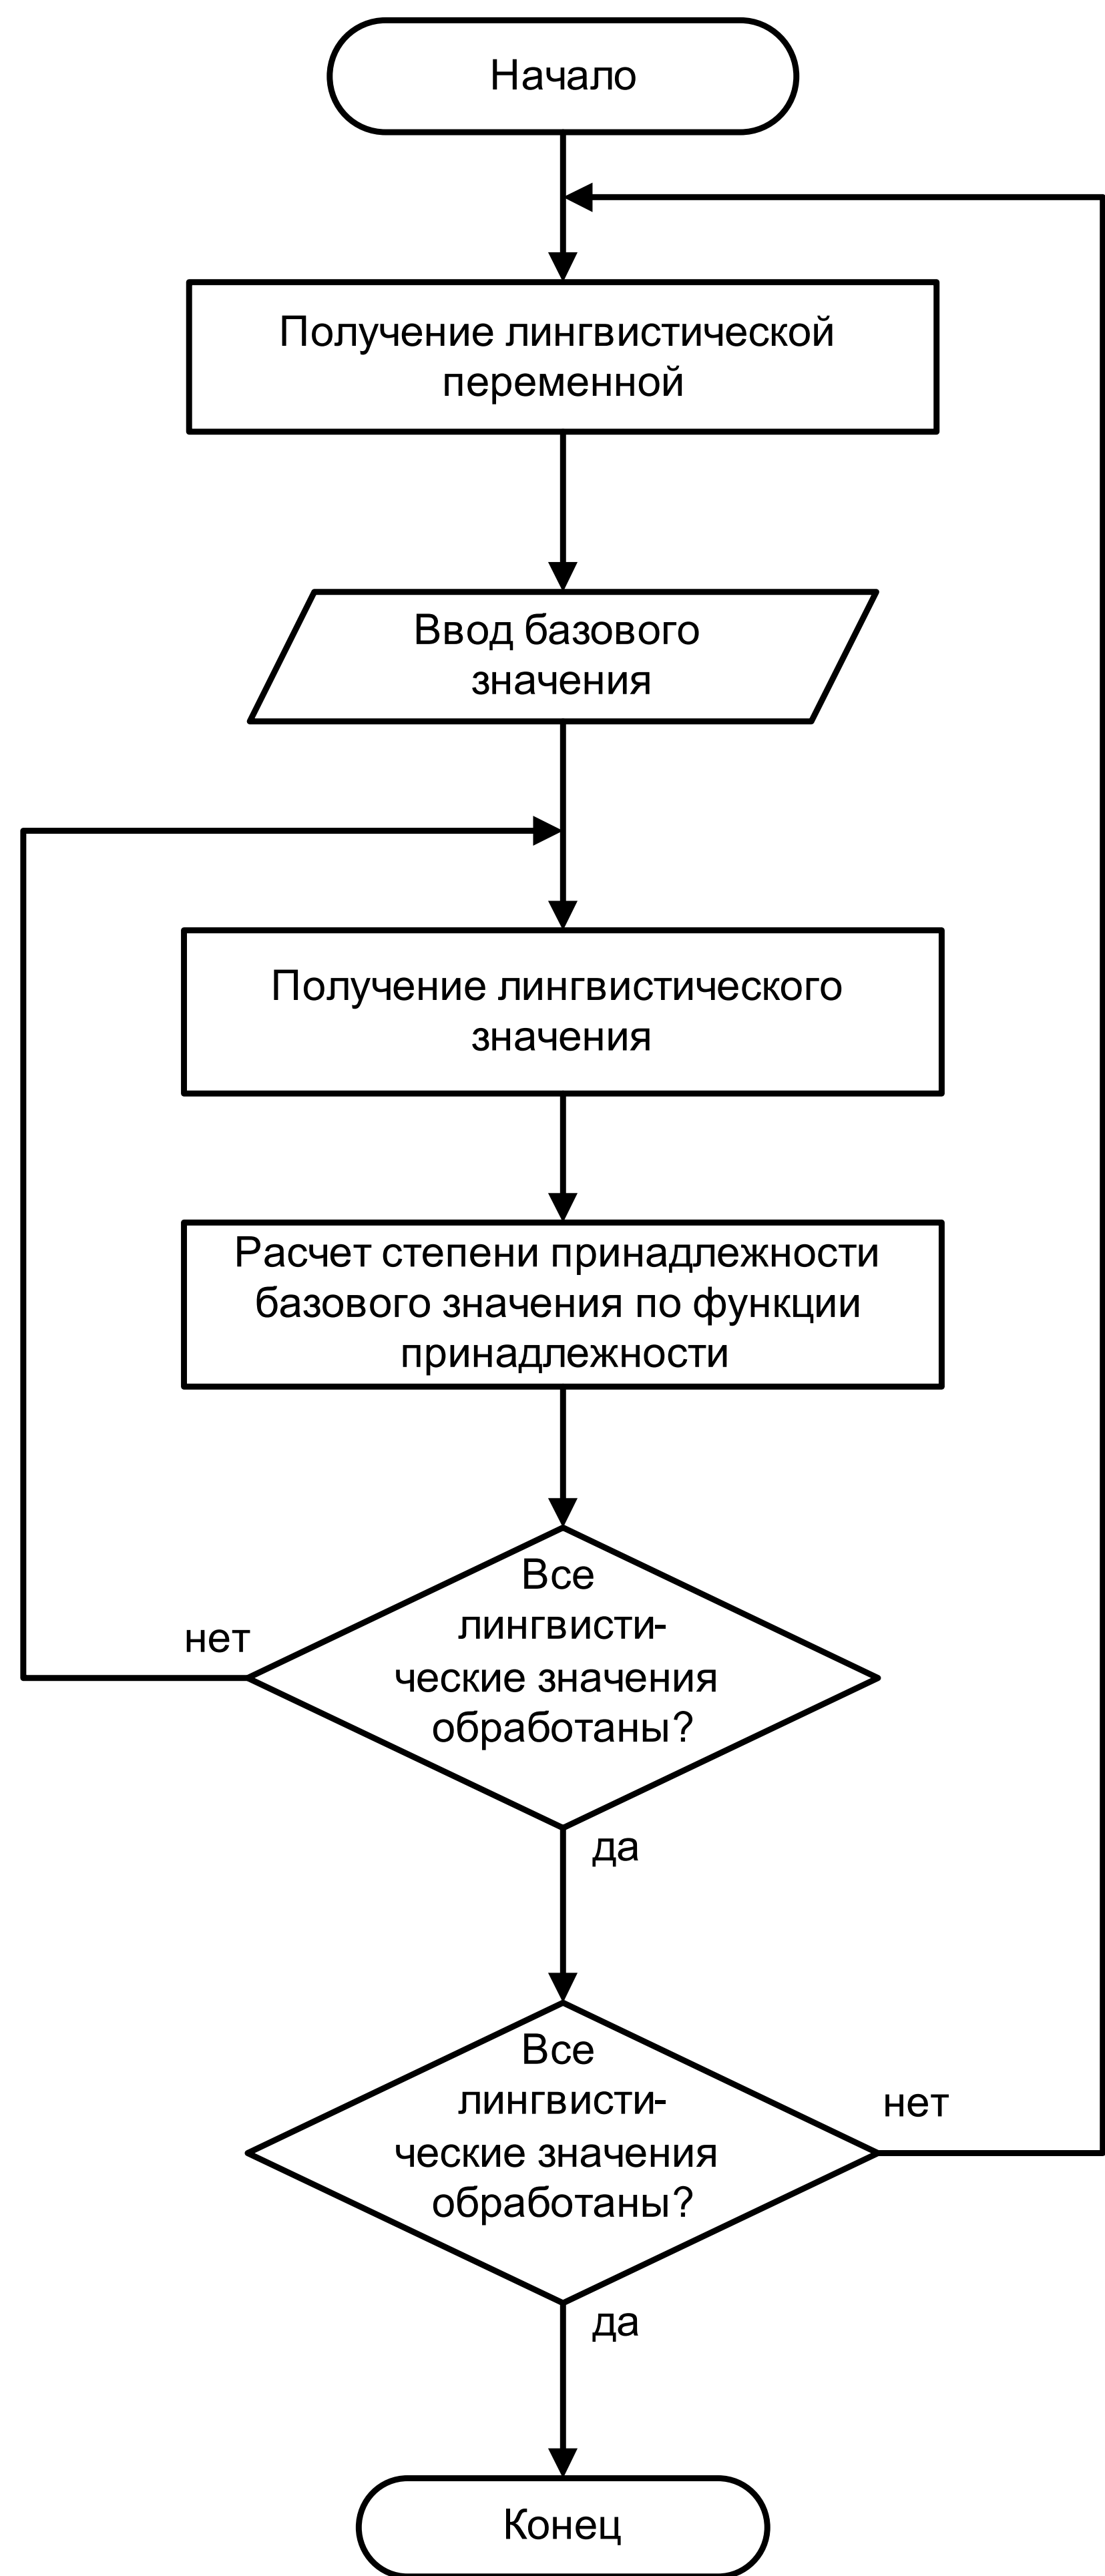 Начало
Получение лингвистической
переменной
Ввод базового
значения
Получение лингвистического
значения
Расчет степени принадлежности
базового значения по функции
принадлежности
Все
лингвисти-
ческие значения
обработаны?
нет
да
Все
лингвисти-
ческие значения
обработаны?
нет
да
Конец